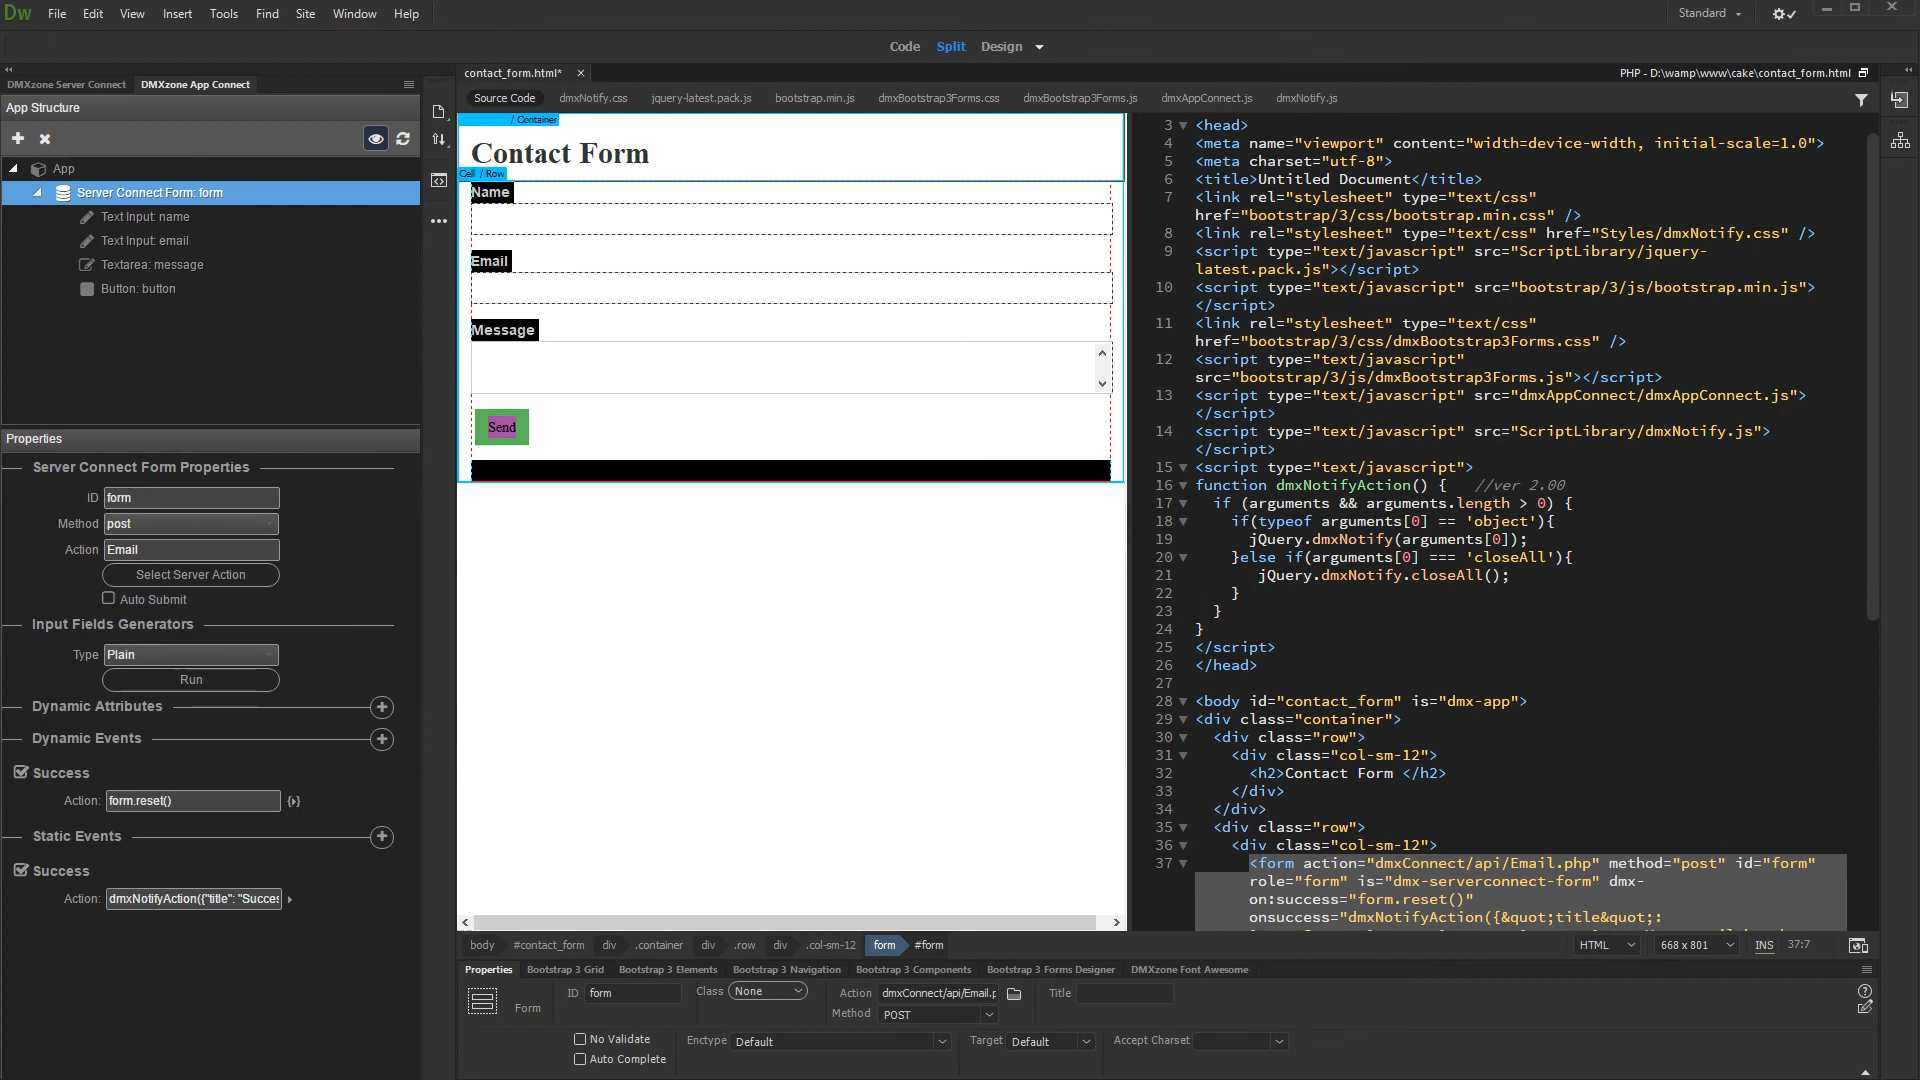 Dw File Edit View Insert Tools Find Site Window Help Standard
Code Split Design
DMXzone Server Connect DMXzone App Connect
App Structure
App
Server Connect Form: form
Text Input: name
Text Input: email
Textarea: message
Button: button
Properties
Server Connect Form Properties
ID form
Method post
Action Email
Select Server Action
Auto Submit
Input Fields Generators
Type Plain
Run
Dynamic Attributes
Dynamic Events
Success
Action: form.reset()
Static Events
Success
Action: dmxNotifyAction({"title": "Succes
contact_form.html*
PHP - D:\wamp\www\cake\contact_form.html
Source Code dmxNotify.css jquery-latest.pack.js bootstrap.min.js dmxBootstrap3Forms.css dmxBootstrap3Forms.js dmxAppConnect.js dmxNotify.js
/ Container
Contact Form
Cell / Row
Name
Email
Message
Send
3 <head>
4 <meta name="viewport" content="width=device-width, initial-scale=1.0">
5 <meta charset="utf-8">
6 <title>Untitled Document</title>
7 <link rel="stylesheet" type="text/css"
href="bootstrap/3/css/bootstrap.min.css" />
8 <link rel="stylesheet" type="text/css" href="Styles/dmxNotify.css" />
9 <script type="text/javascript" src="ScriptLibrary/jquery-
latest.pack.js"></script>
10 <script type="text/javascript" src="bootstrap/3/js/bootstrap.min.js">
</script>
11 <link rel="stylesheet" type="text/css"
href="bootstrap/3/css/dmxBootstrap3Forms.css" />
12 <script type="text/javascript"
src="bootstrap/3/js/dmxBootstrap3Forms.js"></script>
13 <script type="text/javascript" src="dmxAppConnect/dmxAppConnect.js">
</script>
14 <script type="text/javascript" src="ScriptLibrary/dmxNotify.js">
</script>
15 <script type="text/javascript">
16 function dmxNotifyAction() { //ver 2.00
17 if (arguments && arguments.length > 0) {
18 if(typeof arguments[0] == 'object'){
19 jQuery.dmxNotify(arguments[0]);
20 }else if(arguments[0] === 'closeAll'){
21 jQuery.dmxNotify.closeAll();
22 }
23 }
24 }
25 </script>
26 </head>
27
28 <body id="contact_form" is="dmx-app">
29 <div class="container">
30 <div class="row">
31 <div class="col-sm-12">
32 <h2>Contact Form </h2>
33 </div>
34 </div>
35 <div class="row">
36 <div class="col-sm-12">
37 <form action="dmxConnect/api/Email.php" method="post" id="form"
role="form" is="dmx-serverconnect-form" dmx-
on:success="form.reset()"
onsuccess="dmxNotifyAction({&quot;title&quot;:
body #contact_form div .container div .row div .col-sm-12 form #form
HTML 668 x 801 INS 37:7
Properties Bootstrap 3 Grid Bootstrap 3 Elements Bootstrap 3 Navigation Bootstrap 3 Components Bootstrap 3 Forms Designer DMXzone Font Awesome
Form ID form Class None Action dmxConnect/api/Email.p Title
Method POST
No Validate Enctype Default Target Default Accept Charset
Auto Complete